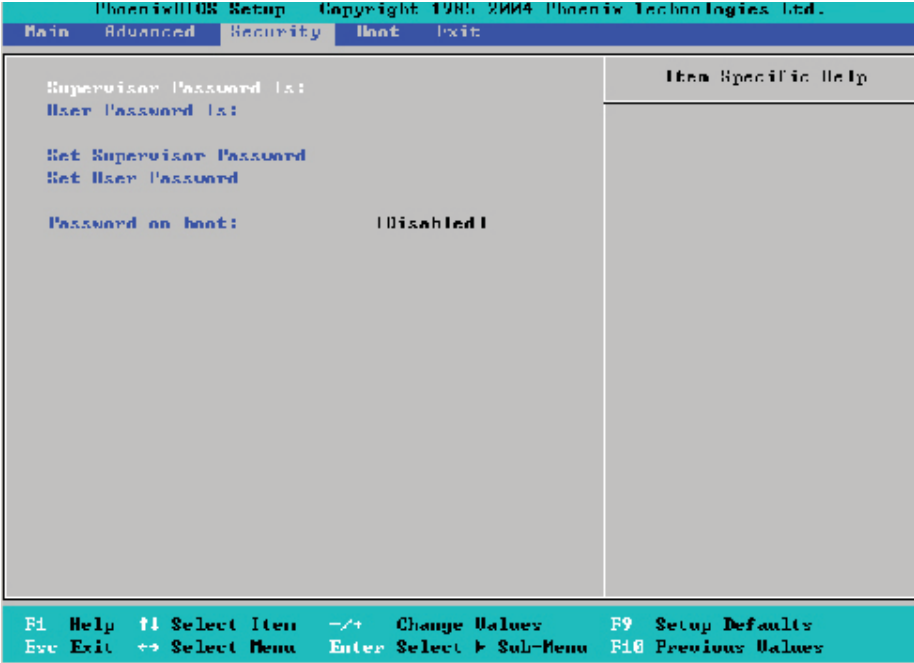 PhoenixBIOS Setup Copyright 1985-2004 Phoenix Technologies Ltd.
Main Advanced Security Boot Exit
Item Specific Help
Supervisor Password Is:
User Password Is:
Set Supervisor Password
Set User Password
Password on boot: [Disabled]
F1 Help ↑↓ Select Item -/+ Change Values F9 Setup Defaults
Esc Exit ↔ Select Menu Enter Select ▶ Sub-Menu F10 Previous Values